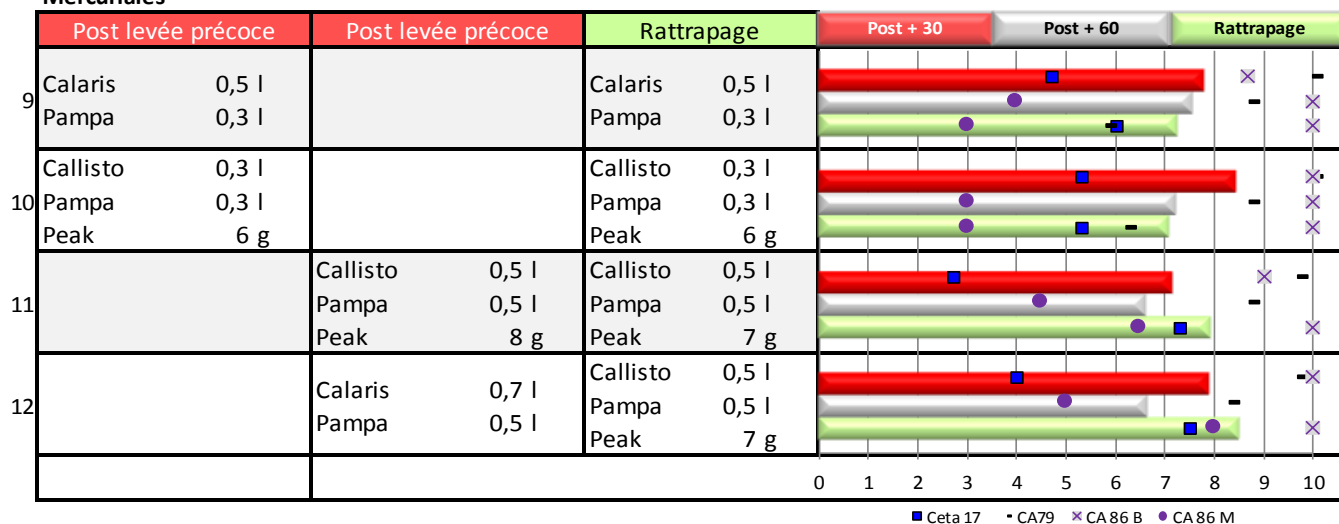 Mercuriales
Post levée précoce Post levée précoce Rattrapage Post + 30 Post + 60 Rattrapage
9
Calaris 0,5 l Calaris 0,5 l
Pampa 0,3 l Pampa 0,3 l
10
Callisto 0,3 l Callisto 0,3 l
Pampa 0,3 l Pampa 0,3 l
Peak 6 g Peak 6 g
11
Callisto 0,5 l Callisto 0,5 l
Pampa 0,5 l Pampa 0,5 l
Peak 8 g Peak 7 g
12
Calaris 0,7 l Callisto 0,5 l
Pampa 0,5 l Pampa 0,5 l
Peak 7 g
0 1 2 3 4 5 6 7 8 9 10
Ceta 17 CA79 CA 86 B CA 86 M